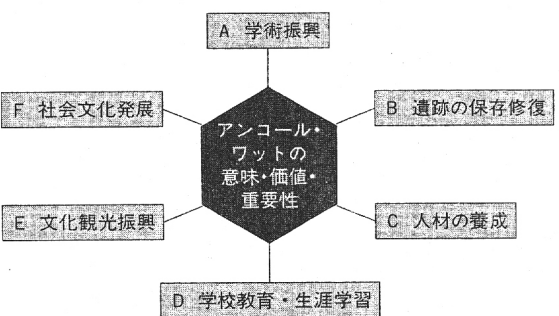 A 学術振興
F 社会文化発展
B 遺跡の保存修復
アンコール・
ワットの
意味・価値・
重要性
E 文化観光振興
C 人材の養成
D 学校教育・生涯学習